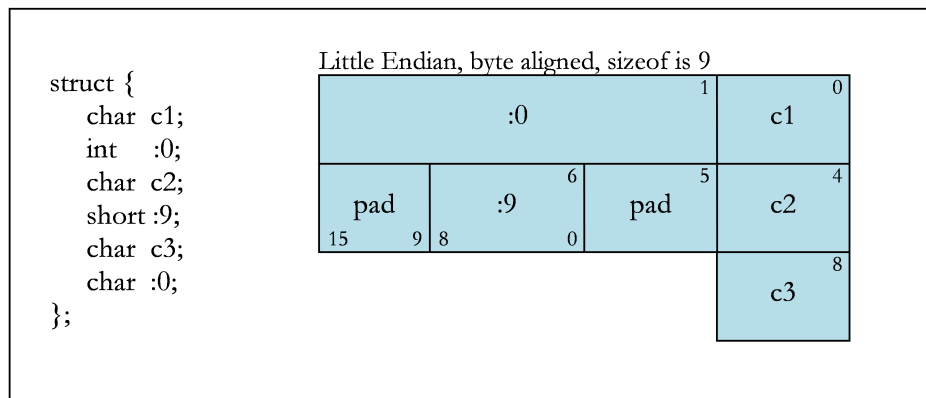 struct {
char c1;
int :0;
char c2;
short :9;
char c3;
char :0;
};
Little Endian, byte aligned, sizeof is 9
1 0
:0 c1
6 5 4
pad :9 pad c2
15 9 8 0
8
c3